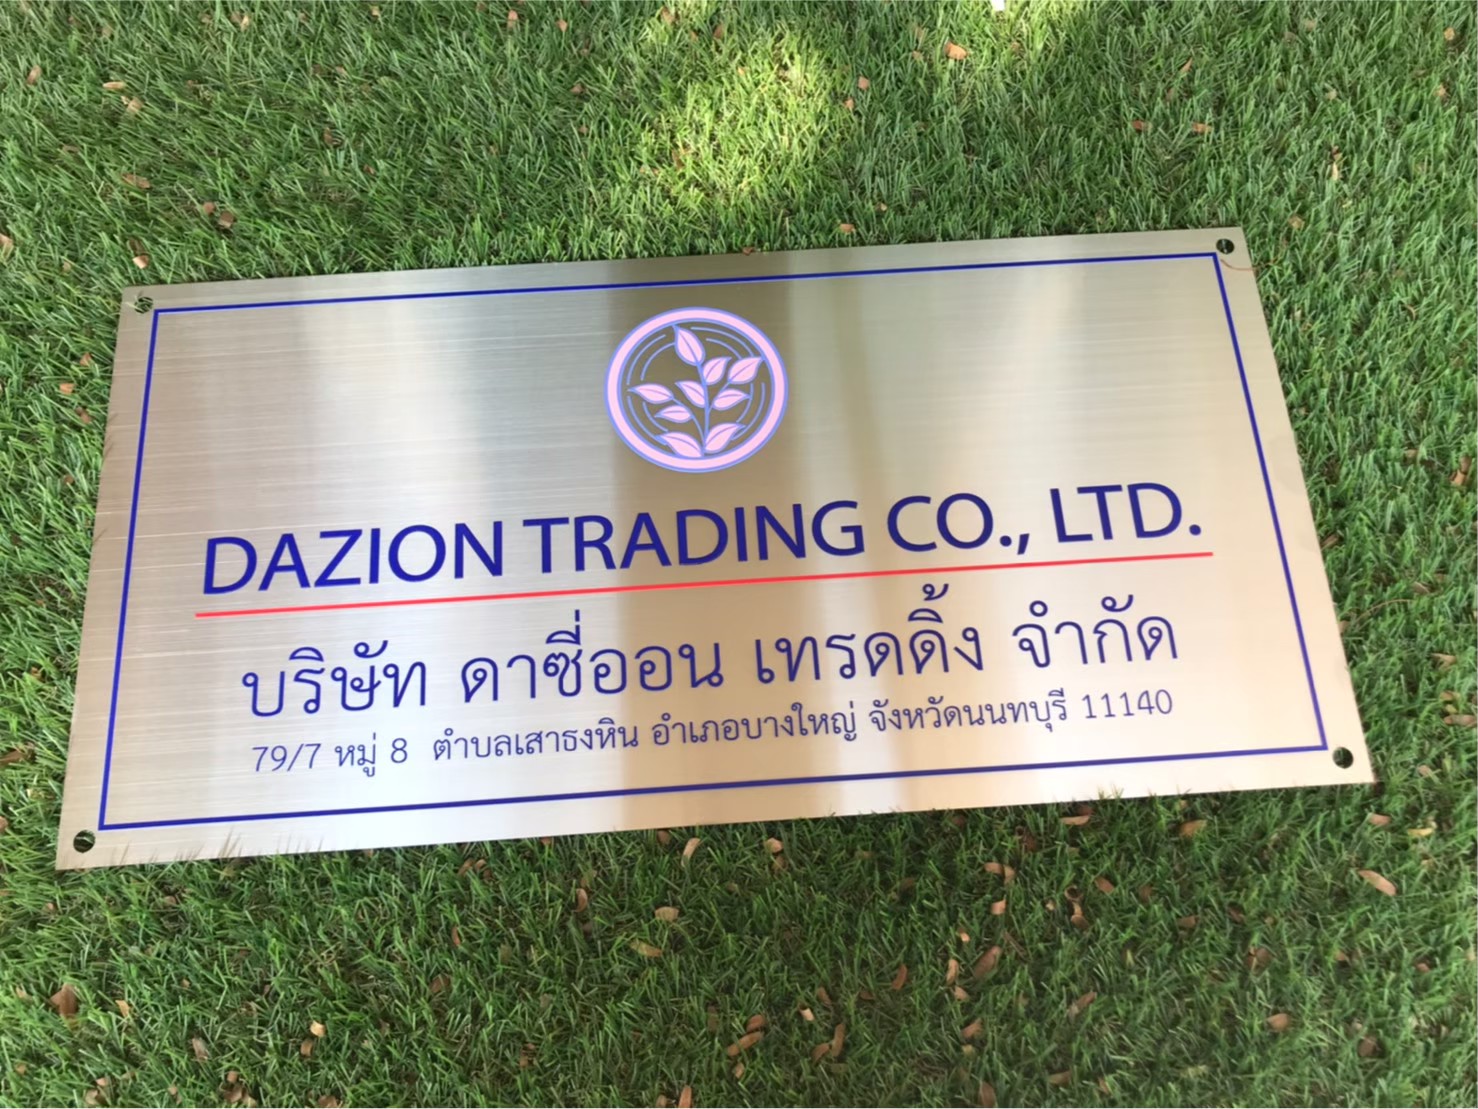 DAZION TRADING CO., LTD.
บริษัท ดาซี่ออน เทรดดิ้ง จำกัด
79/7 หมู่ 8 ตำบลเสาธงหิน อำเภอบางใหญ่ จังหวัดนนทบุรี 11140